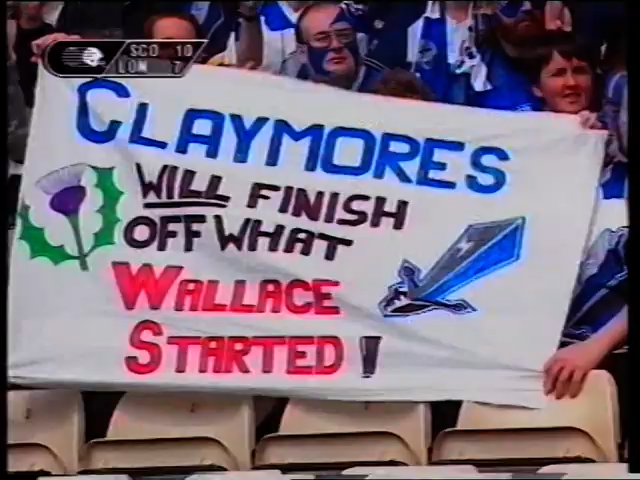 SCO 10
LON 7
CLAYMORES
WILL FINISH
OFF WHAT
WALLACE
STARTED!